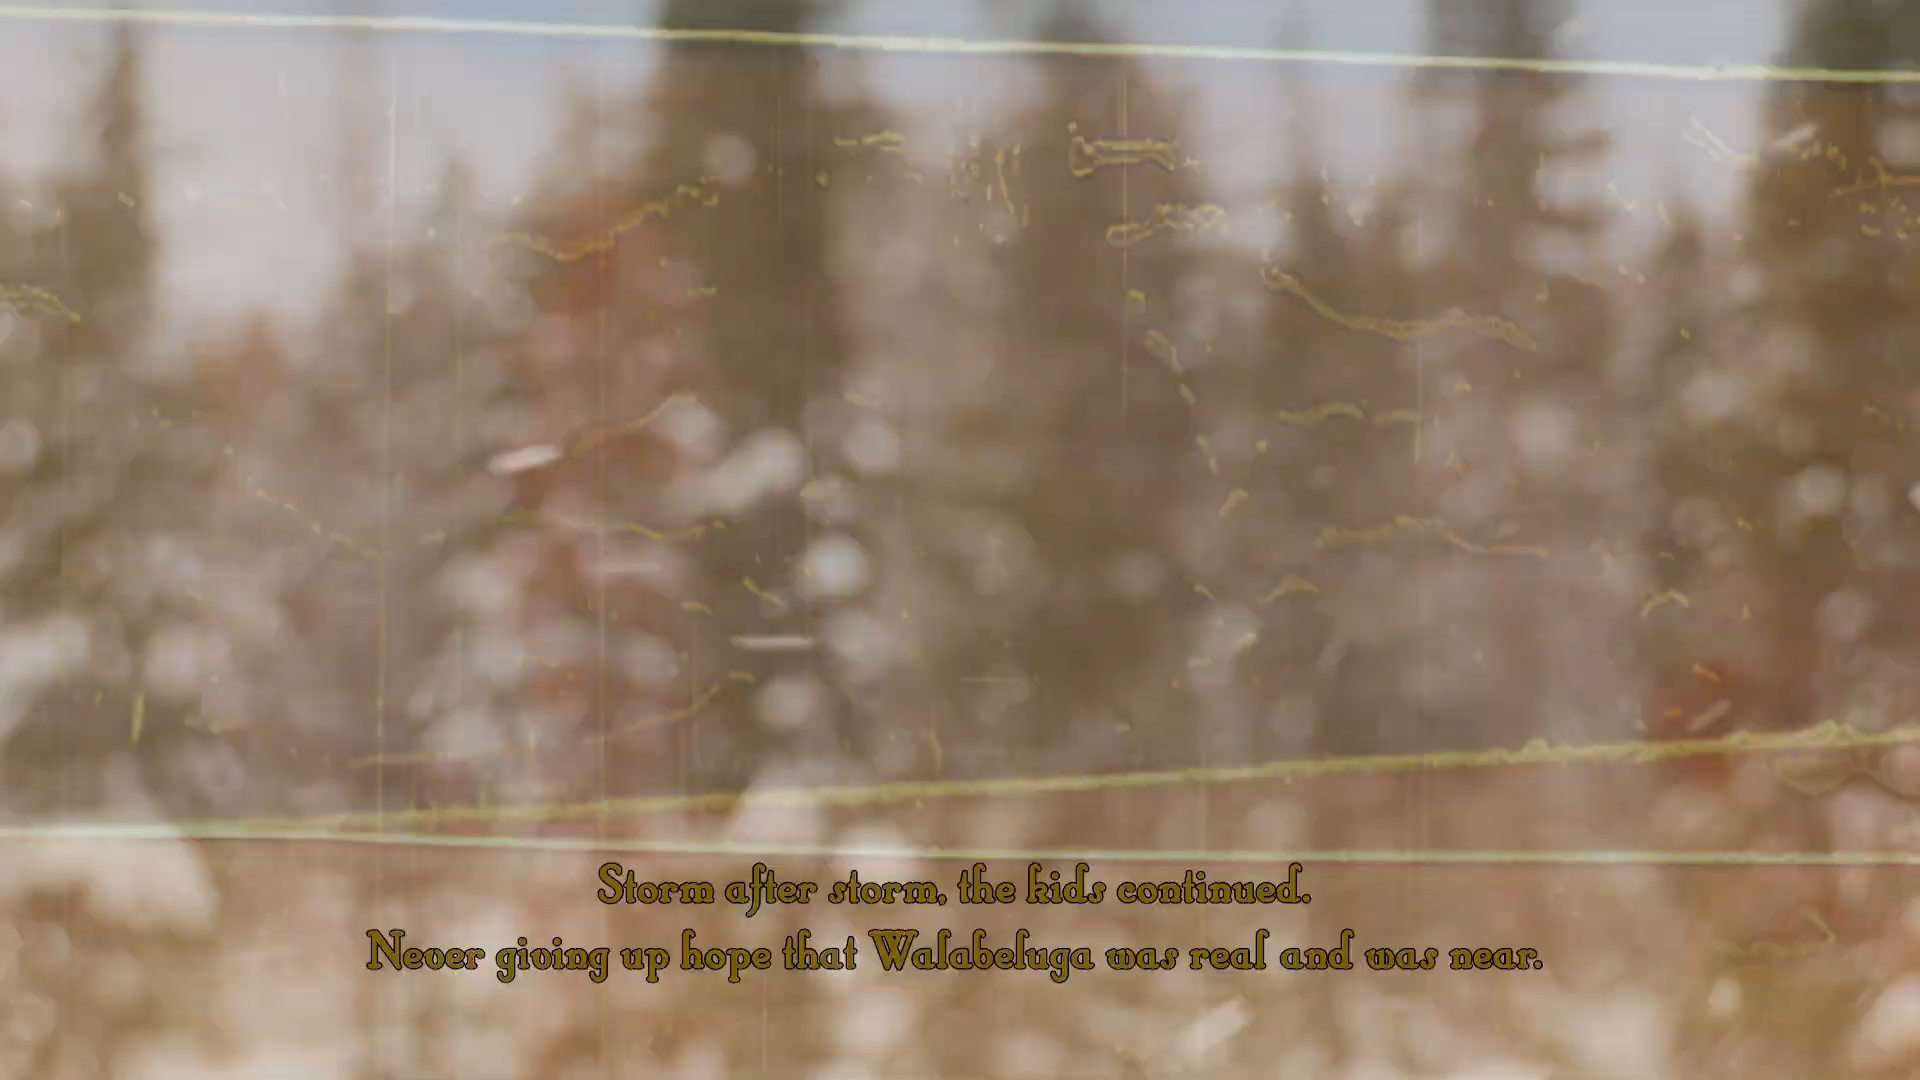 Storm after storm, the kids continued.
Never giving up hope that Walabeluga was real and was near.